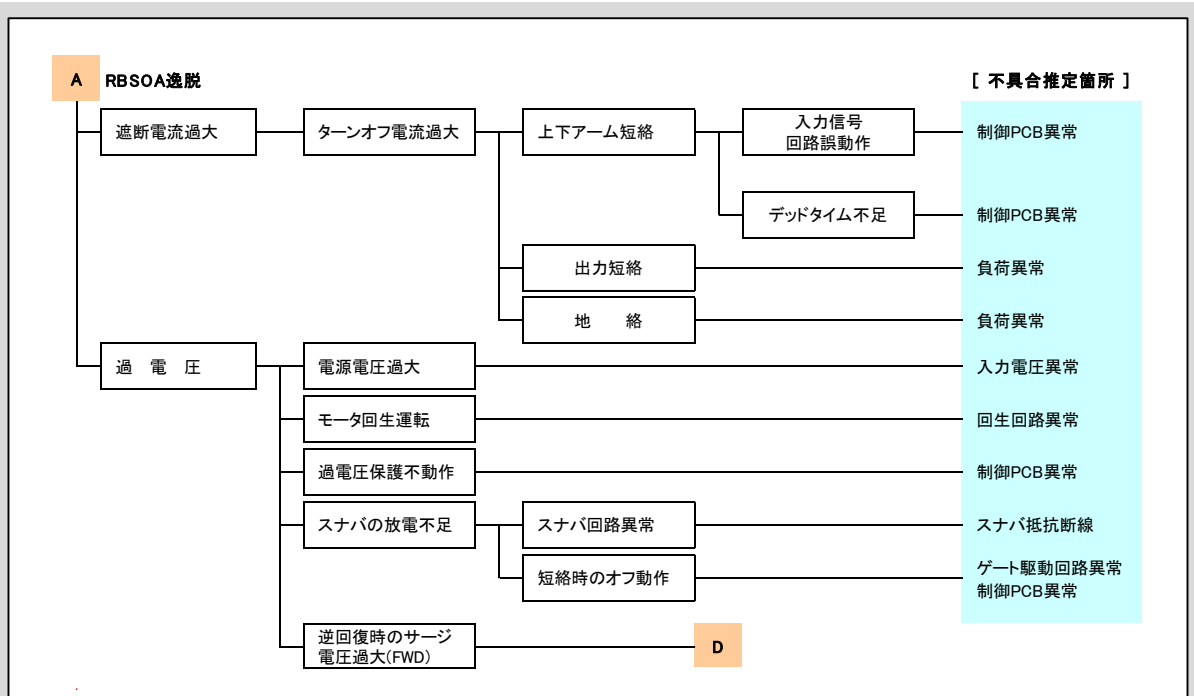 A RBSOA逸脱 [ 不具合推定箇所 ]
遮断電流過大 ターンオフ電流過大 上下アーム短絡 入力信号 制御PCB異常
回路誤動作
デッドタイム不足 制御PCB異常
出力短絡 負荷異常
地　　絡 負荷異常
過　電　圧 電源電圧過大 入力電圧異常
モータ回生運転 回生回路異常
過電圧保護不動作 制御PCB異常
スナバの放電不足 スナバ回路異常 スナバ抵抗断線
短絡時のオフ動作 ゲート駆動回路異常
制御PCB異常
逆回復時のサージ
電圧過大(FWD) D